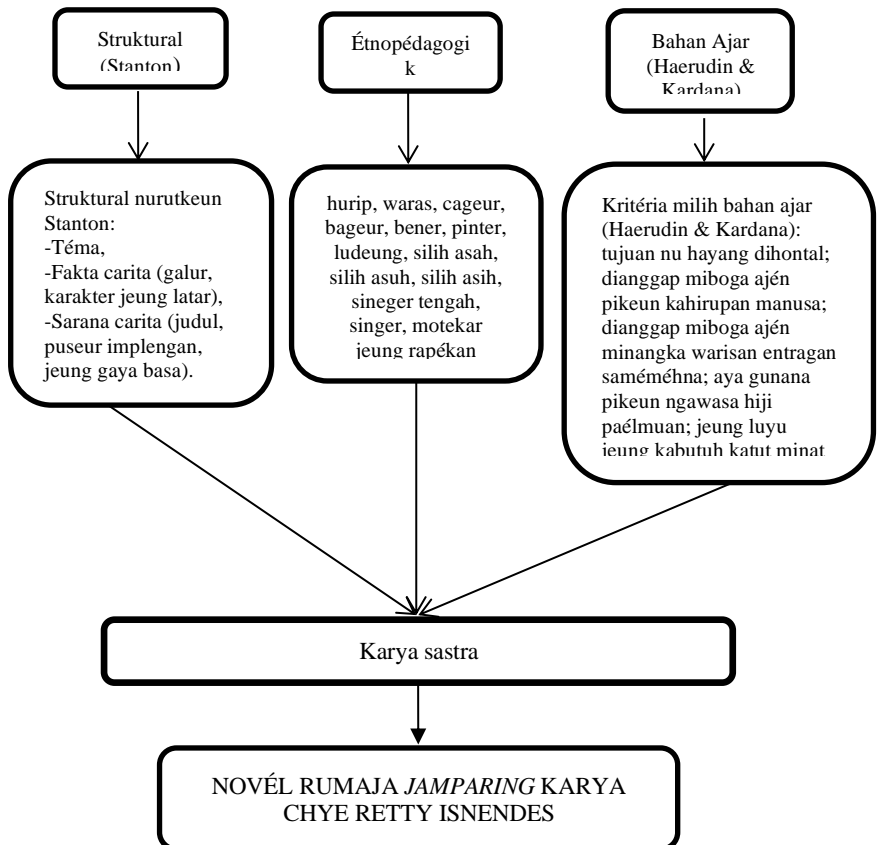 Struktural
(Stanton)
Étnopédagogi
k
Bahan Ajar
(Haerudin &
Kardana)
Struktural nurutkeun
Stanton:
-Téma,
-Fakta carita (galur,
karakter jeung latar),
-Sarana carita (judul,
puseur implengan,
jeung gaya basa).
hurip, waras, cageur,
bageur, bener, pinter,
ludeung, silih asah,
silih asuh, silih asih,
sineger tengah,
singer, motekar
jeung rapékan
Kritéria milih bahan ajar
(Haerudin & Kardana):
tujuan nu hayang dihontal;
dianggap miboga ajén
pikeun kahirupan manusa;
dianggap miboga ajén
minangka warisan entragan
saméméhna; aya gunana
pikeun ngawasa hiji
paélmuan; jeung luyu
jeung kabutuh katut minat
Karya sastra
NOVÉL RUMAJA JAMPARING KARYA
CHYE RETTY ISNENDES